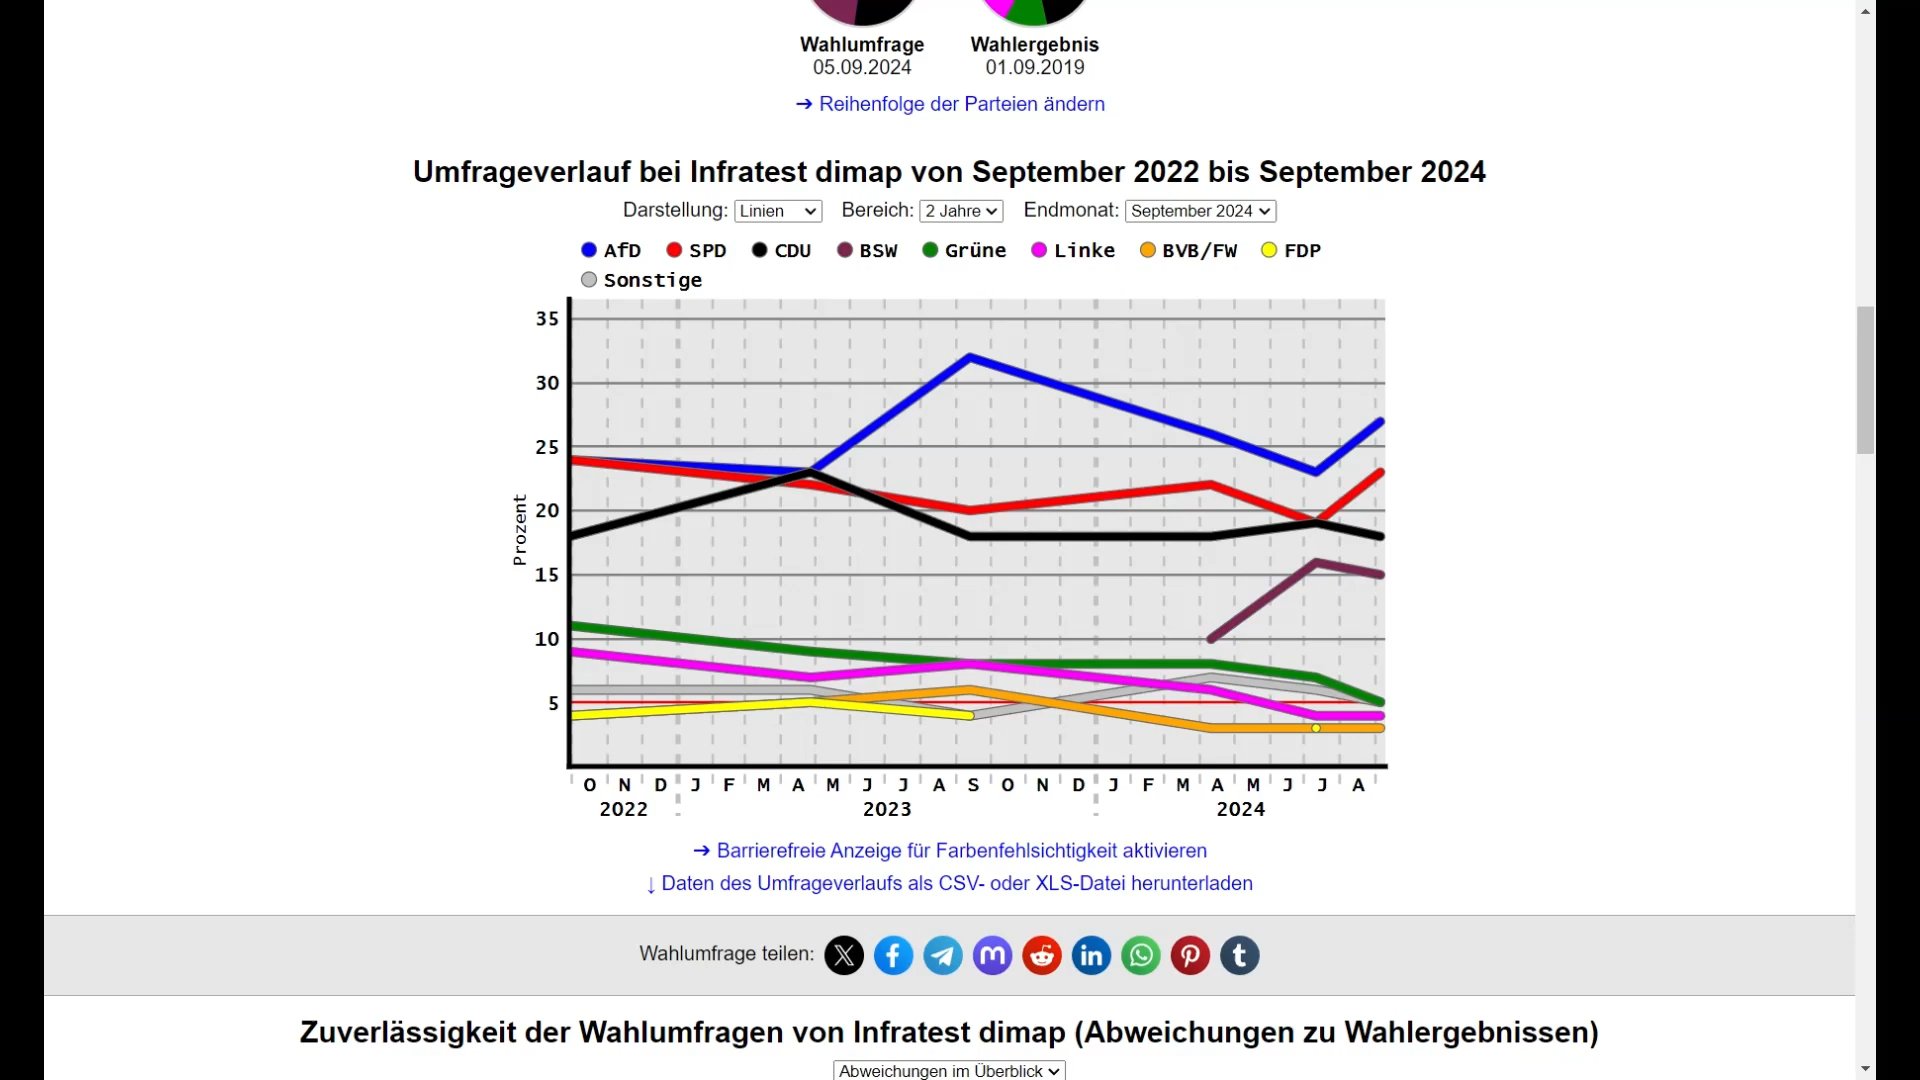 Wahlumfrage Wahlergebnis
05.09.2024 01.09.2019
➔ Reihenfolge der Parteien ändern
Umfrageverlauf bei Infratest dimap von September 2022 bis September 2024
Darstellung: Linien Bereich: 2 Jahre Endmonat: September 2024
AfD SPD CDU BSW Grüne Linke BVB/FW FDP
Sonstige
35
30
25
20
15
10
5
Prozent
O N D J F M A M J J A S O N D J F M A M J J A
2022 2023 2024
➔ Barrierefreie Anzeige für Farbenfehlsichtigkeit aktivieren
↓ Daten des Umfrageverlaufs als CSV- oder XLS-Datei herunterladen
Wahlumfrage teilen:
Zuverlässigkeit der Wahlumfragen von Infratest dimap (Abweichungen zu Wahlergebnissen)
Abweichungen im Überblick